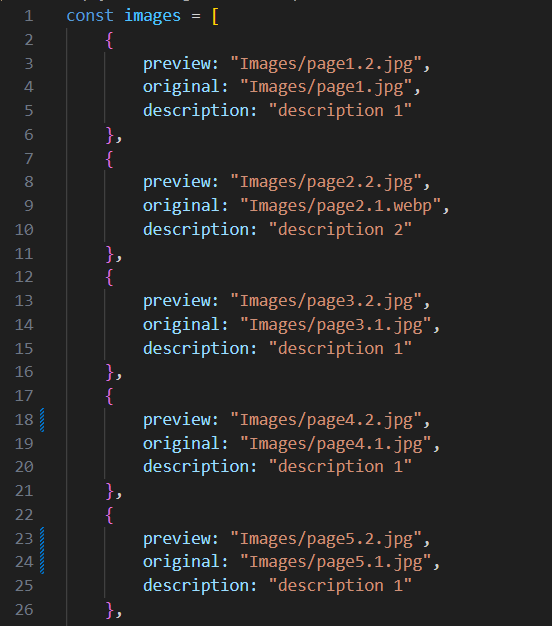 1 const images = [
2 {
3 preview: "Images/page1.2.jpg",
4 original: "Images/page1.jpg",
5 description: "description 1"
6 },
7 {
8 preview: "Images/page2.2.jpg",
9 original: "Images/page2.1.webp",
10 description: "description 2"
11 },
12 {
13 preview: "Images/page3.2.jpg",
14 original: "Images/page3.1.jpg",
15 description: "description 1"
16 },
17 {
18 preview: "Images/page4.2.jpg",
19 original: "Images/page4.1.jpg",
20 description: "description 1"
21 },
22 {
23 preview: "Images/page5.2.jpg",
24 original: "Images/page5.1.jpg",
25 description: "description 1"
26 },